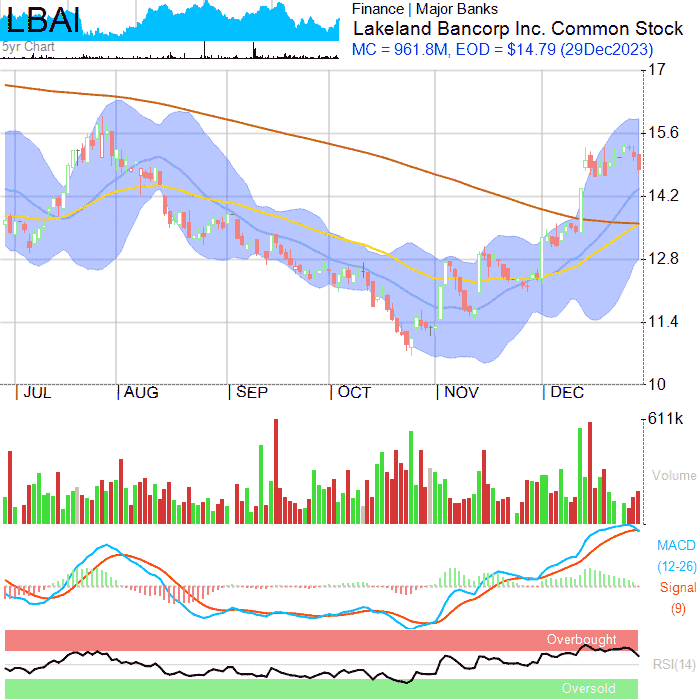 LBAI
5yr Chart
Finance | Major Banks
Lakeland Bancorp Inc. Common Stock
MC = 961.8M, EOD = $14.79 (29Dec2023)
17
15.6
14.2
12.8
11.4
10
JUL AUG SEP OCT NOV DEC
611k
Volume
MACD
(12-26)
Signal
(9)
Overbought
RSI(14)
Oversold